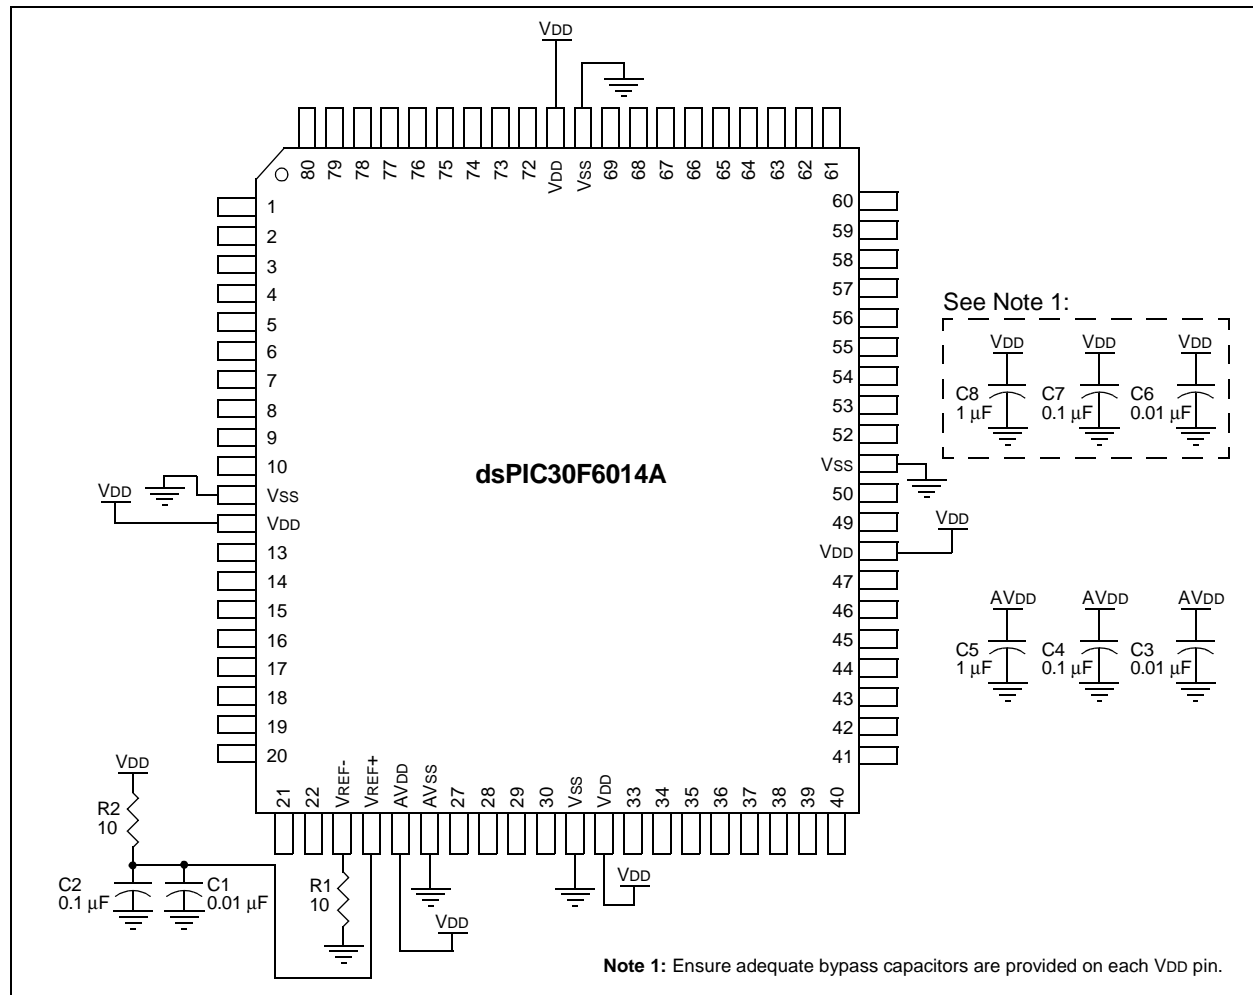 VDD
80 79 78 77 76 75 74 73 72 VDD VSS 69 68 67 66 65 64 63 62 61
1
2
3
4
5
6
7
8
9
10
VSS
VDD
13
14
15
16
17
18
19
20
VDD
60
59
58
57
56
55
54
53
52
VSS
50
49
VDD
47
46
45
44
43
42
41
VDD
dsPIC30F6014A
See Note 1:
VDD VDD VDD
C8 C7 C6
1 µF 0.1 µF 0.01 µF
AVDD AVDD AVDD
C5 C4 C3
1 µF 0.1 µF 0.01 µF
21 22 VREF- VREF+ AVDD AVSS 27 28 29 30 VSS VDD 33 34 35 36 37 38 39 40
VDD
R2
10
C2 C1
0.1 µF 0.01 µF
R1
10
VDD
VDD
Note 1: Ensure adequate bypass capacitors are provided on each VDD pin.